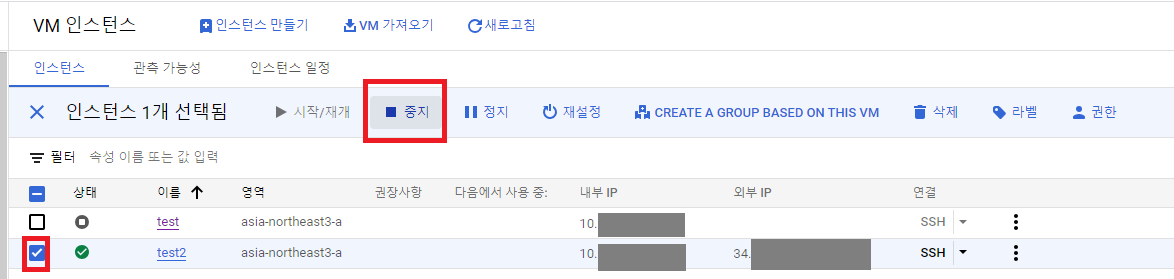 VM 인스턴스 인스턴스 만들기 VM 가져오기 새로고침
인스턴스 관측 가능성 인스턴스 일정
인스턴스 1개 선택됨 시작/재개 중지 정지 재설정 CREATE A GROUP BASED ON THIS VM 삭제 라벨 권한
필터 속성 이름 또는 값 입력
상태 이름 영역 권장사항 다음에서 사용 중: 내부 IP 외부 IP 연결
test asia-northeast3-a 10. SSH
test2 asia-northeast3-a 10. 34. SSH